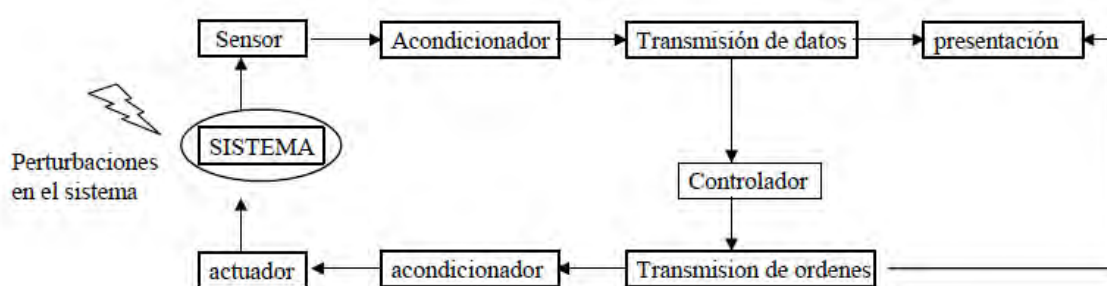 Sensor
Acondicionador
Transmisión de datos
presentación
SISTEMA
Perturbaciones
en el sistema
Controlador
actuador
acondicionador
Transmision de ordenes